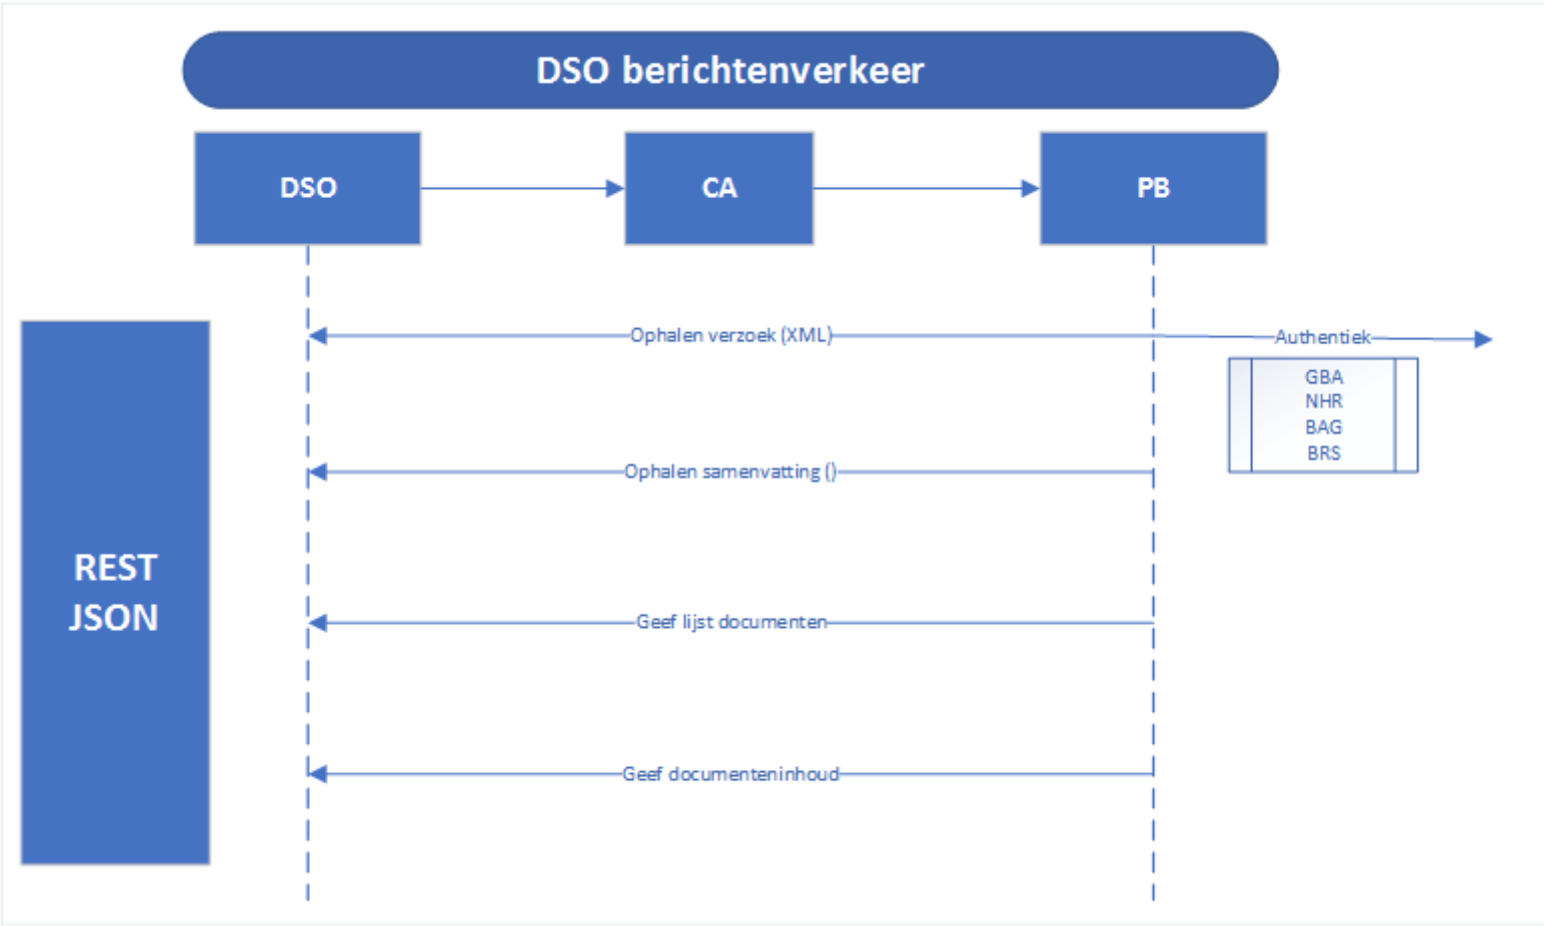 DSO berichtenverkeer
DSO
CA
PB
Ophalen verzoek (XML)
Authentiek
GBA
NHR
BAG
BRS
Ophalen samenvatting ()
REST
JSON
Geef lijst documenten
Geef documenteninhoud